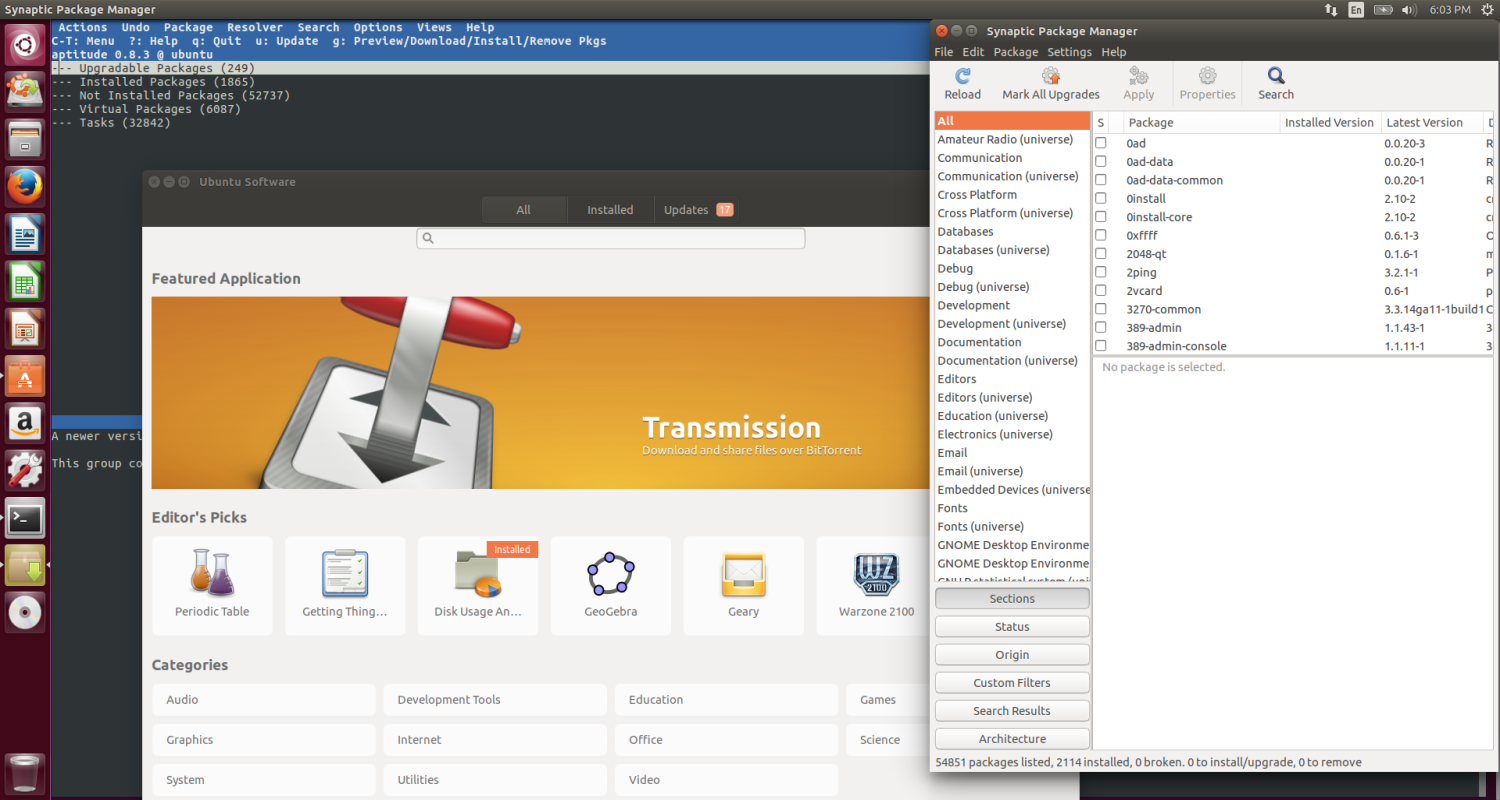 Synaptic Package Manager
En
6:03 PM
Actions Undo Package Resolver Search Options Views Help
C-T: Menu ?: Help q: Quit u: Update g: Preview/Download/Install/Remove Pkgs
aptitude 0.8.3 @ ubuntu
--- Upgradable Packages (249)
--- Installed Packages (1865)
--- Not Installed Packages (52737)
--- Virtual Packages (6087)
--- Tasks (32842)
A newer versi
This group co
Ubuntu Software
All Installed Updates 17
Featured Application
Transmission
Download and share files over BitTorrent
Editor's Picks
Installed
Periodic Table
Getting Thing...
Disk Usage An...
GeoGebra
Geary
WZ
2100
Warzone 2100
Categories
Audio Development Tools Education Games
Graphics Internet Office Science
System Utilities Video
Synaptic Package Manager
File Edit Package Settings Help
Reload Mark All Upgrades Apply Properties Search
All
Amateur Radio (universe)
Communication
Communication (universe)
Cross Platform
Cross Platform (universe)
Databases
Databases (universe)
Debug
Debug (universe)
Development
Development (universe)
Documentation
Documentation (universe)
Editors
Editors (universe)
Education (universe)
Electronics (universe)
Email
Email (universe)
Embedded Devices (universe
Fonts
Fonts (universe)
GNOME Desktop Environme
GNOME Desktop Environme
Sections
Status
Origin
Custom Filters
Search Results
Architecture
S Package Installed Version Latest Version D
0ad 0.0.20-3 R
0ad-data 0.0.20-1 R
0ad-data-common 0.0.20-1 R
0install 2.10-2 c
0install-core 2.10-2 c
0xffff 0.6.1-3 O
2048-qt 0.1.6-1 m
2ping 3.2.1-1 P
2vcard 0.6-1 p
3270-common 3.3.14ga11-1build1 C
389-admin 1.1.43-1 3
389-admin-console 1.1.11-1 3
No package is selected.
54851 packages listed, 2114 installed, 0 broken. 0 to install/upgrade, 0 to remove